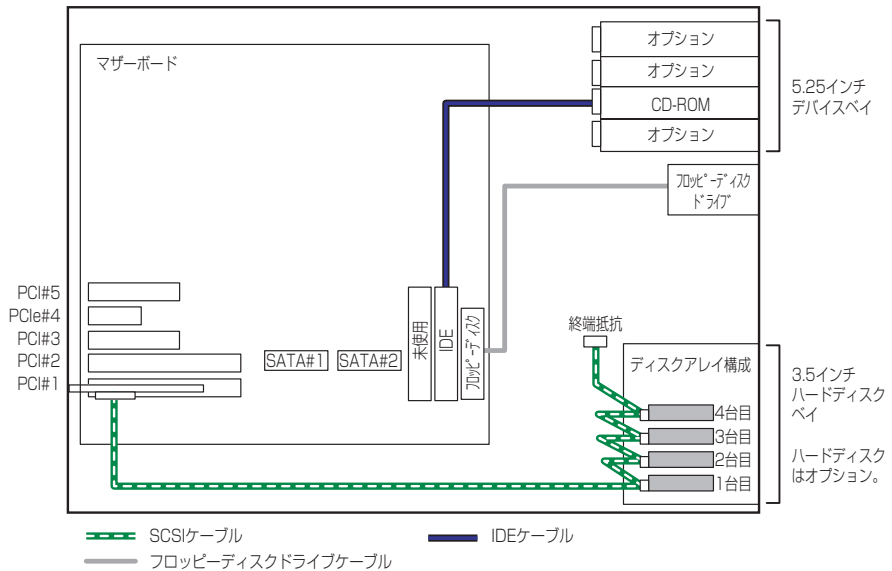 マザーボード
オプション
オプション
CD-ROM
オプション
5.25インチ
デバイスベイ
フロッピーディスク
ドライブ
PCI#5
PCIe#4
PCI#3
PCI#2
PCI#1
SATA#1
SATA#2
未使用
IDE
フロッピーディスク
終端抵抗
ディスクアレイ構成
4台目
3台目
2台目
1台目
3.5インチ
ハードディスク
ベイ
ハードディスク
はオプション。
SCSIケーブル
IDEケーブル
フロッピーディスクドライブケーブル